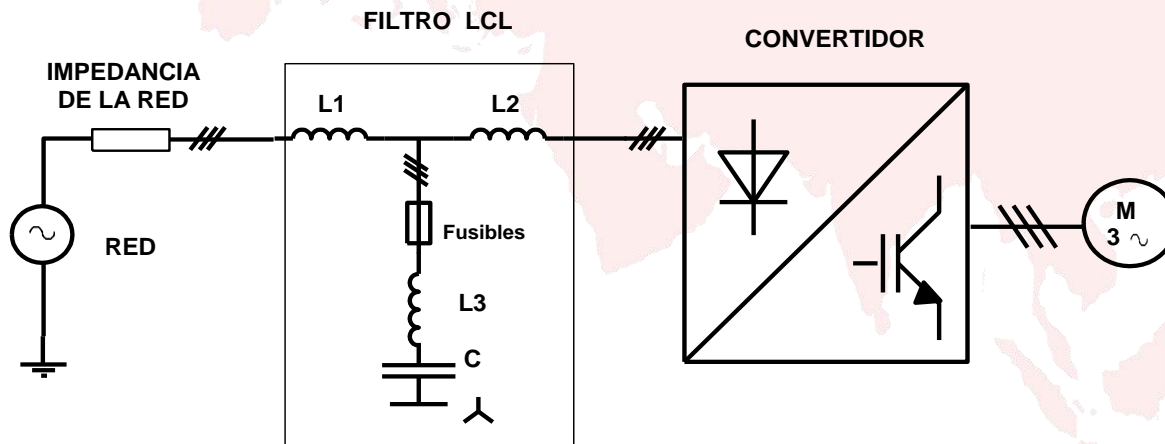 FILTRO LCL
CONVERTIDOR
IMPEDANCIA
DE LA RED
L1
L2
RED
Fusibles
L3
C
M
3 ~